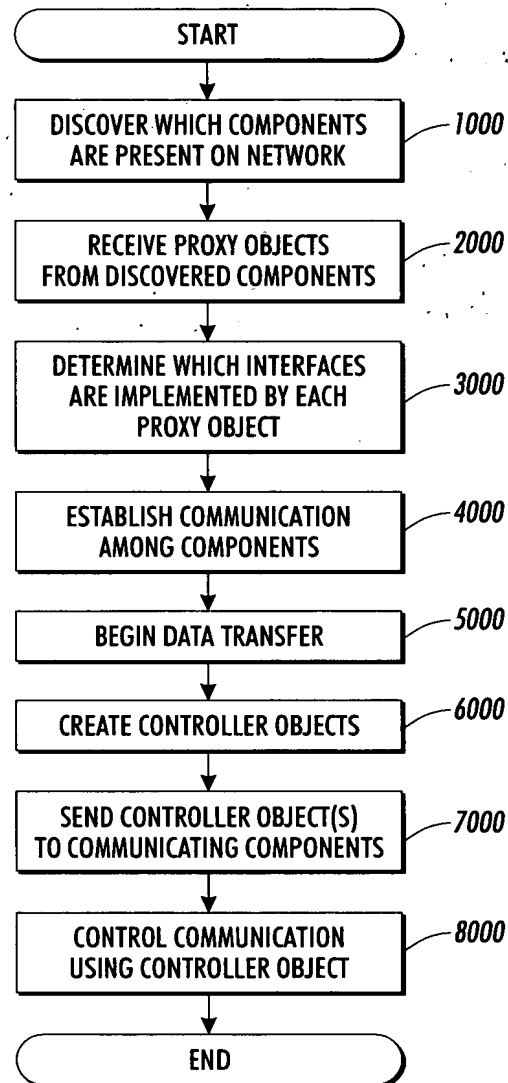 START
DISCOVER WHICH COMPONENTS
ARE PRESENT ON NETWORK
1000
RECEIVE PROXY OBJECTS
FROM DISCOVERED COMPONENTS
2000
DETERMINE WHICH INTERFACES
ARE IMPLEMENTED BY EACH
PROXY OBJECT
3000
ESTABLISH COMMUNICATION
AMONG COMPONENTS
4000
BEGIN DATA TRANSFER
5000
CREATE CONTROLLER OBJECTS
6000
SEND CONTROLLER OBJECT(S)
TO COMMUNICATING COMPONENTS
7000
CONTROL COMMUNICATION
USING CONTROLLER OBJECT
8000
END